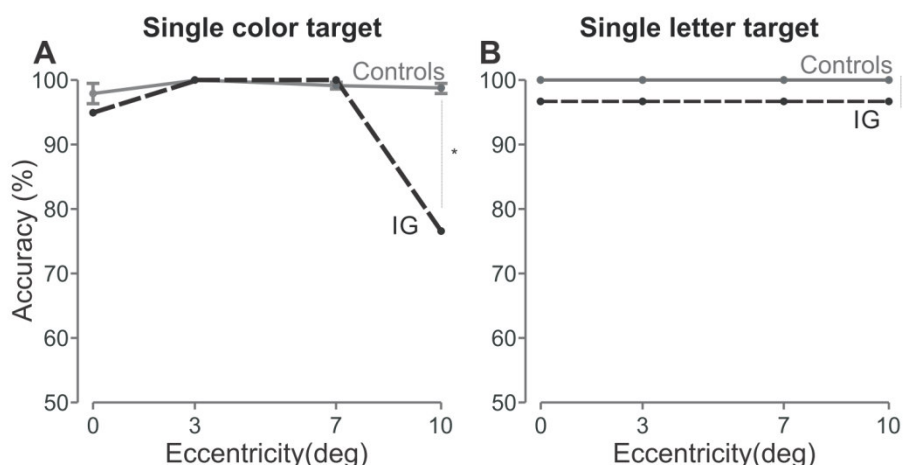 A
Single color target
100
90
80
70
60
50
Accuracy (%)
Controls
*
IG
0 3 7 10
Eccentricity(deg)
B
Single letter target
100
90
80
70
60
50
Controls
IG
0 3 7 10
Eccentricity(deg)